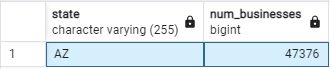 state num_businesses
character varying (255) bigint
1 AZ 47376